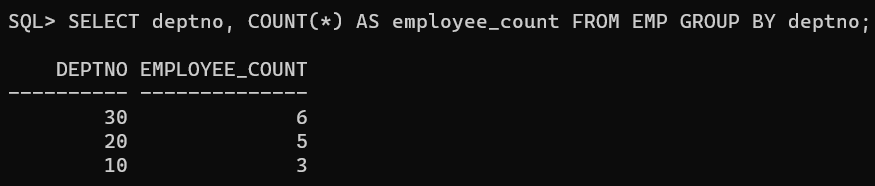 SQL> SELECT deptno, COUNT(*) AS employee_count FROM EMP GROUP BY deptno;
    DEPTNO EMPLOYEE_COUNT
---------- --------------
        30              6
        20              5
        10              3